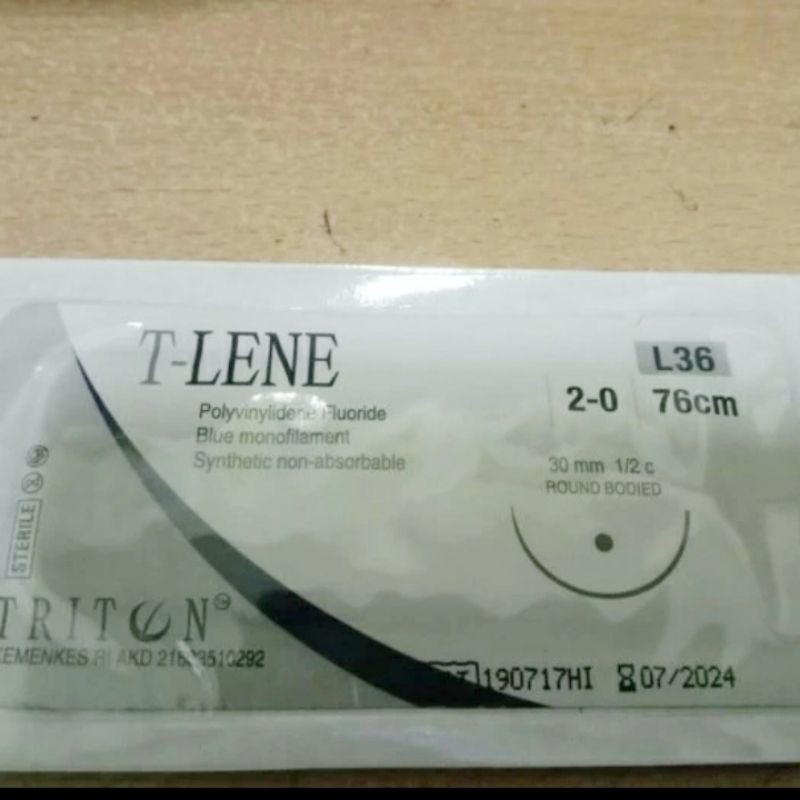 T-LENE
Polyvinylidene Fluoride
Blue monofilament
Synthetic non-absorbable
L36
2-0 76cm
30 mm 1/2 c
ROUND BODIED
STERILE
TRITON
KEMENKES RI AKD
190717HI 07/2024